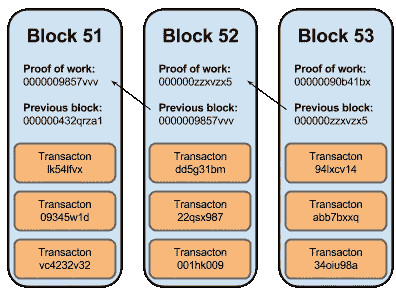 Block 51
Proof of work:
0000009857vvv
Previous block:
000000432qrza1
Transacton
lk54lfvx
Transacton
09345w1d
Transacton
vc4232v32
Block 52
Proof of work:
000000zzxvzx5
Previous block:
0000009857vvv
Transacton
dd5g31bm
Transacton
22qsx987
Transacton
001hk009
Block 53
Proof of work:
00000090b41bx
Previous block:
000000zzxvzx5
Transacton
94lxcv14
Transacton
abb7bxxq
Transacton
34oiu98a